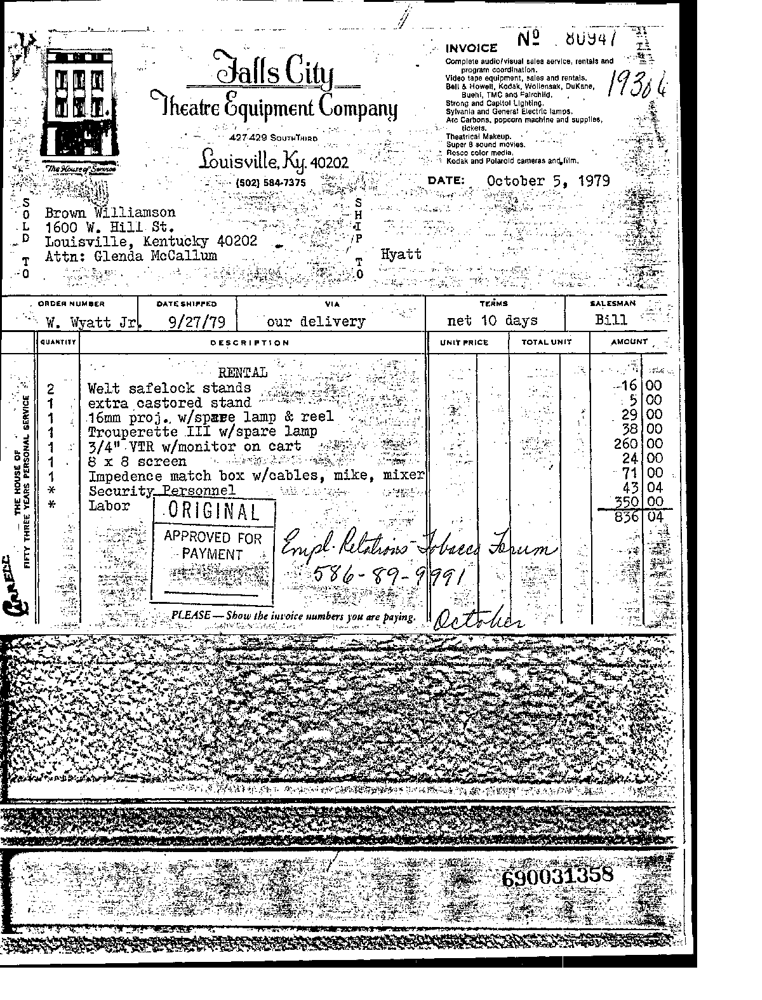 INVOICE Nº 80947
Falls City
Theatre Equipment Company
427-429 South Third
Louisville, Ky. 40202
(502) 584-7375
The House of Service
Complete audio/visual sales service, rentals and
program coordination.
Video tape equipment, sales and rentals.
Bell & Howell, Kodak, Wollensak, DuKane,
Buehl, TMC and Fairchild.
Strong and Capitol Lighting.
Sylvania and General Electric lamps.
Arc Carbons, popcorn machine and supplies,
tickets.
Theatrical Makeup.
Super 8 sound movies.
Rosco color media.
Kodak and Polaroid cameras and film.
DATE: October 5, 1979
SOLD TO
Brown Williamson
1600 W. Hill St.
Louisville, Kentucky 40202
Attn: Glenda McCallum
SHIP TO
Hyatt
ORDER NUMBER DATE SHIPPED VIA TERMS SALESMAN
W. Wyatt Jr. 9/27/79 our delivery net 10 days Bill
QUANTITY DESCRIPTION UNIT PRICE TOTAL UNIT AMOUNT
RENTAL
2 Welt safelock stands 16 00
1 extra castored stand 5 00
1 16mm proj. w/spare lamp & reel 29 00
1 Trouperette III w/spare lamp 38 00
1 3/4" VTR w/monitor on cart 260 00
1 8 x 8 screen 24 00
1 Impedence match box w/cables, mike, mixer 71 00
* Security Personnel 43 04
* Labor 350 00
836 04
ORIGINAL
APPROVED FOR
PAYMENT
Empl. Relations - Tobacco Forum
586-89-9991
October
PLEASE — Show the invoice numbers you are paying.
THE HOUSE OF
FIFTY THREE YEARS PERSONAL SERVICE
690031358